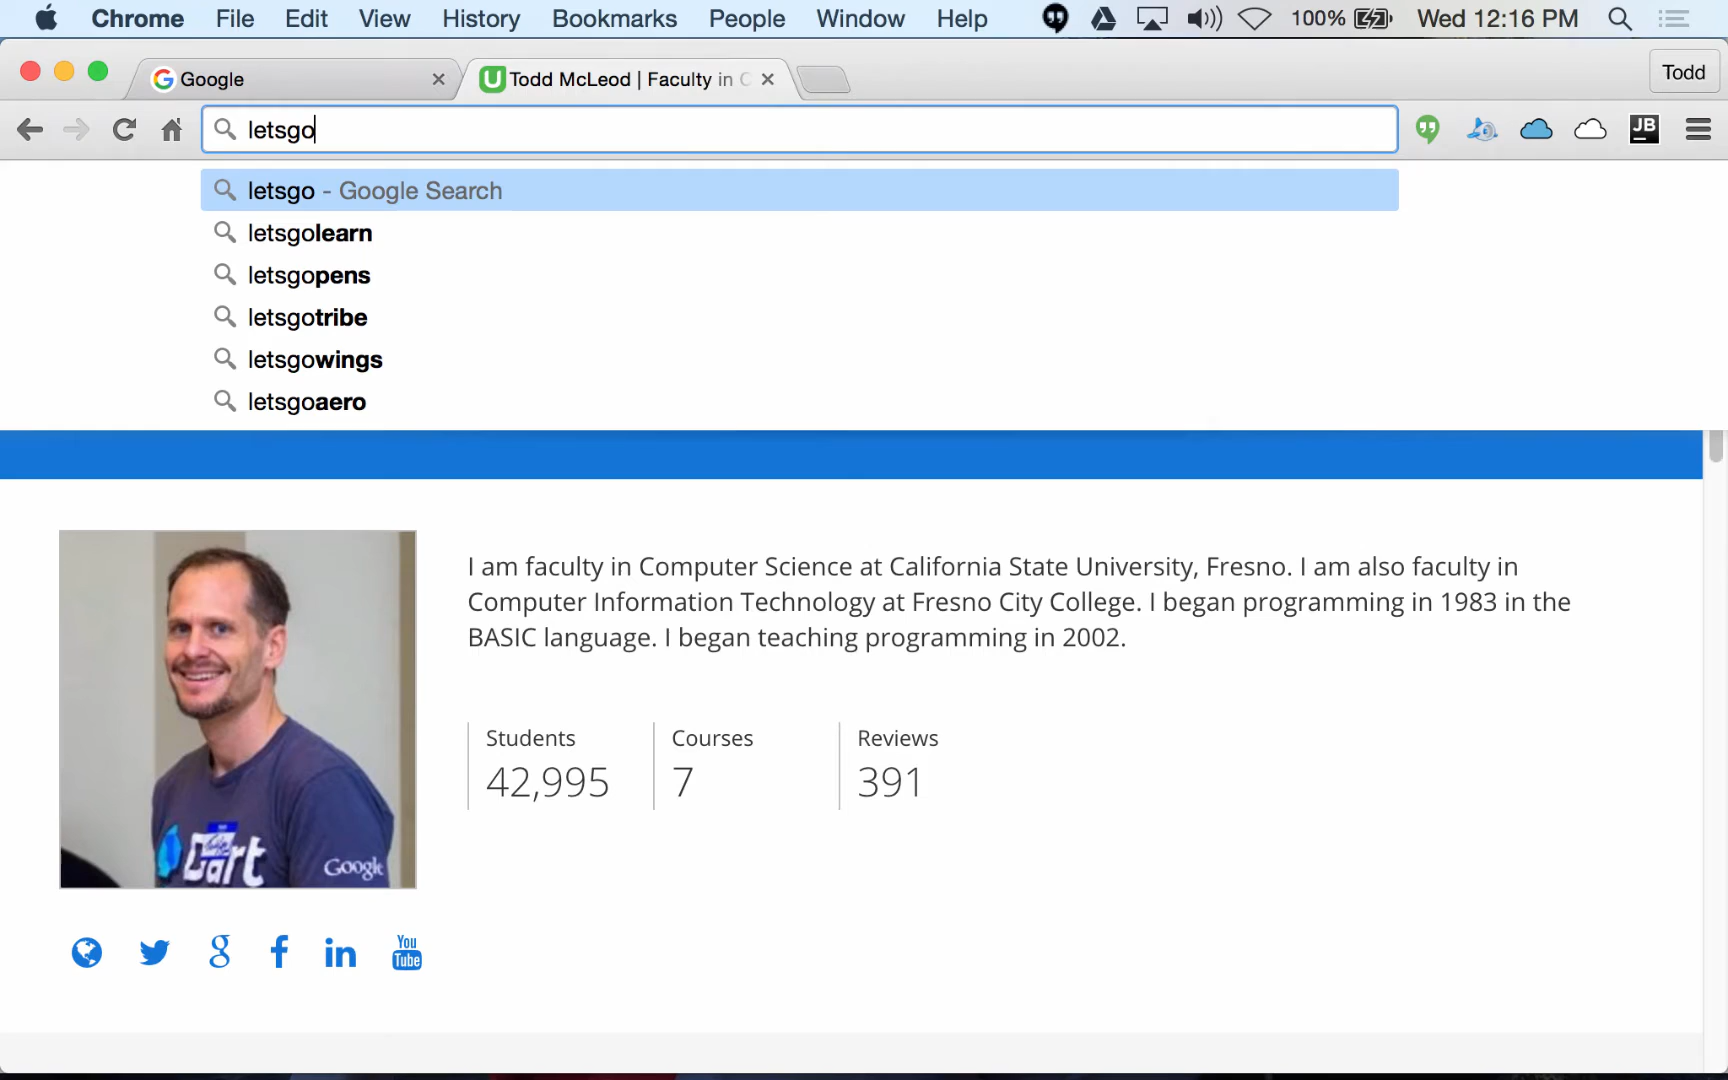 Chrome File Edit View History Bookmarks People Window Help 100% Wed 12:16 PM
Google Todd McLeod | Faculty in C Todd
letsgo JB
letsgo - Google Search
letsgolearn
letsgopens
letsgotribe
letsgowings
letsgoaero
I am faculty in Computer Science at California State University, Fresno. I am also faculty in
Computer Information Technology at Fresno City College. I began programming in 1983 in the
BASIC language. I began teaching programming in 2002.
Students Courses Reviews
42,995 7 391
Dart Google
You
Tube